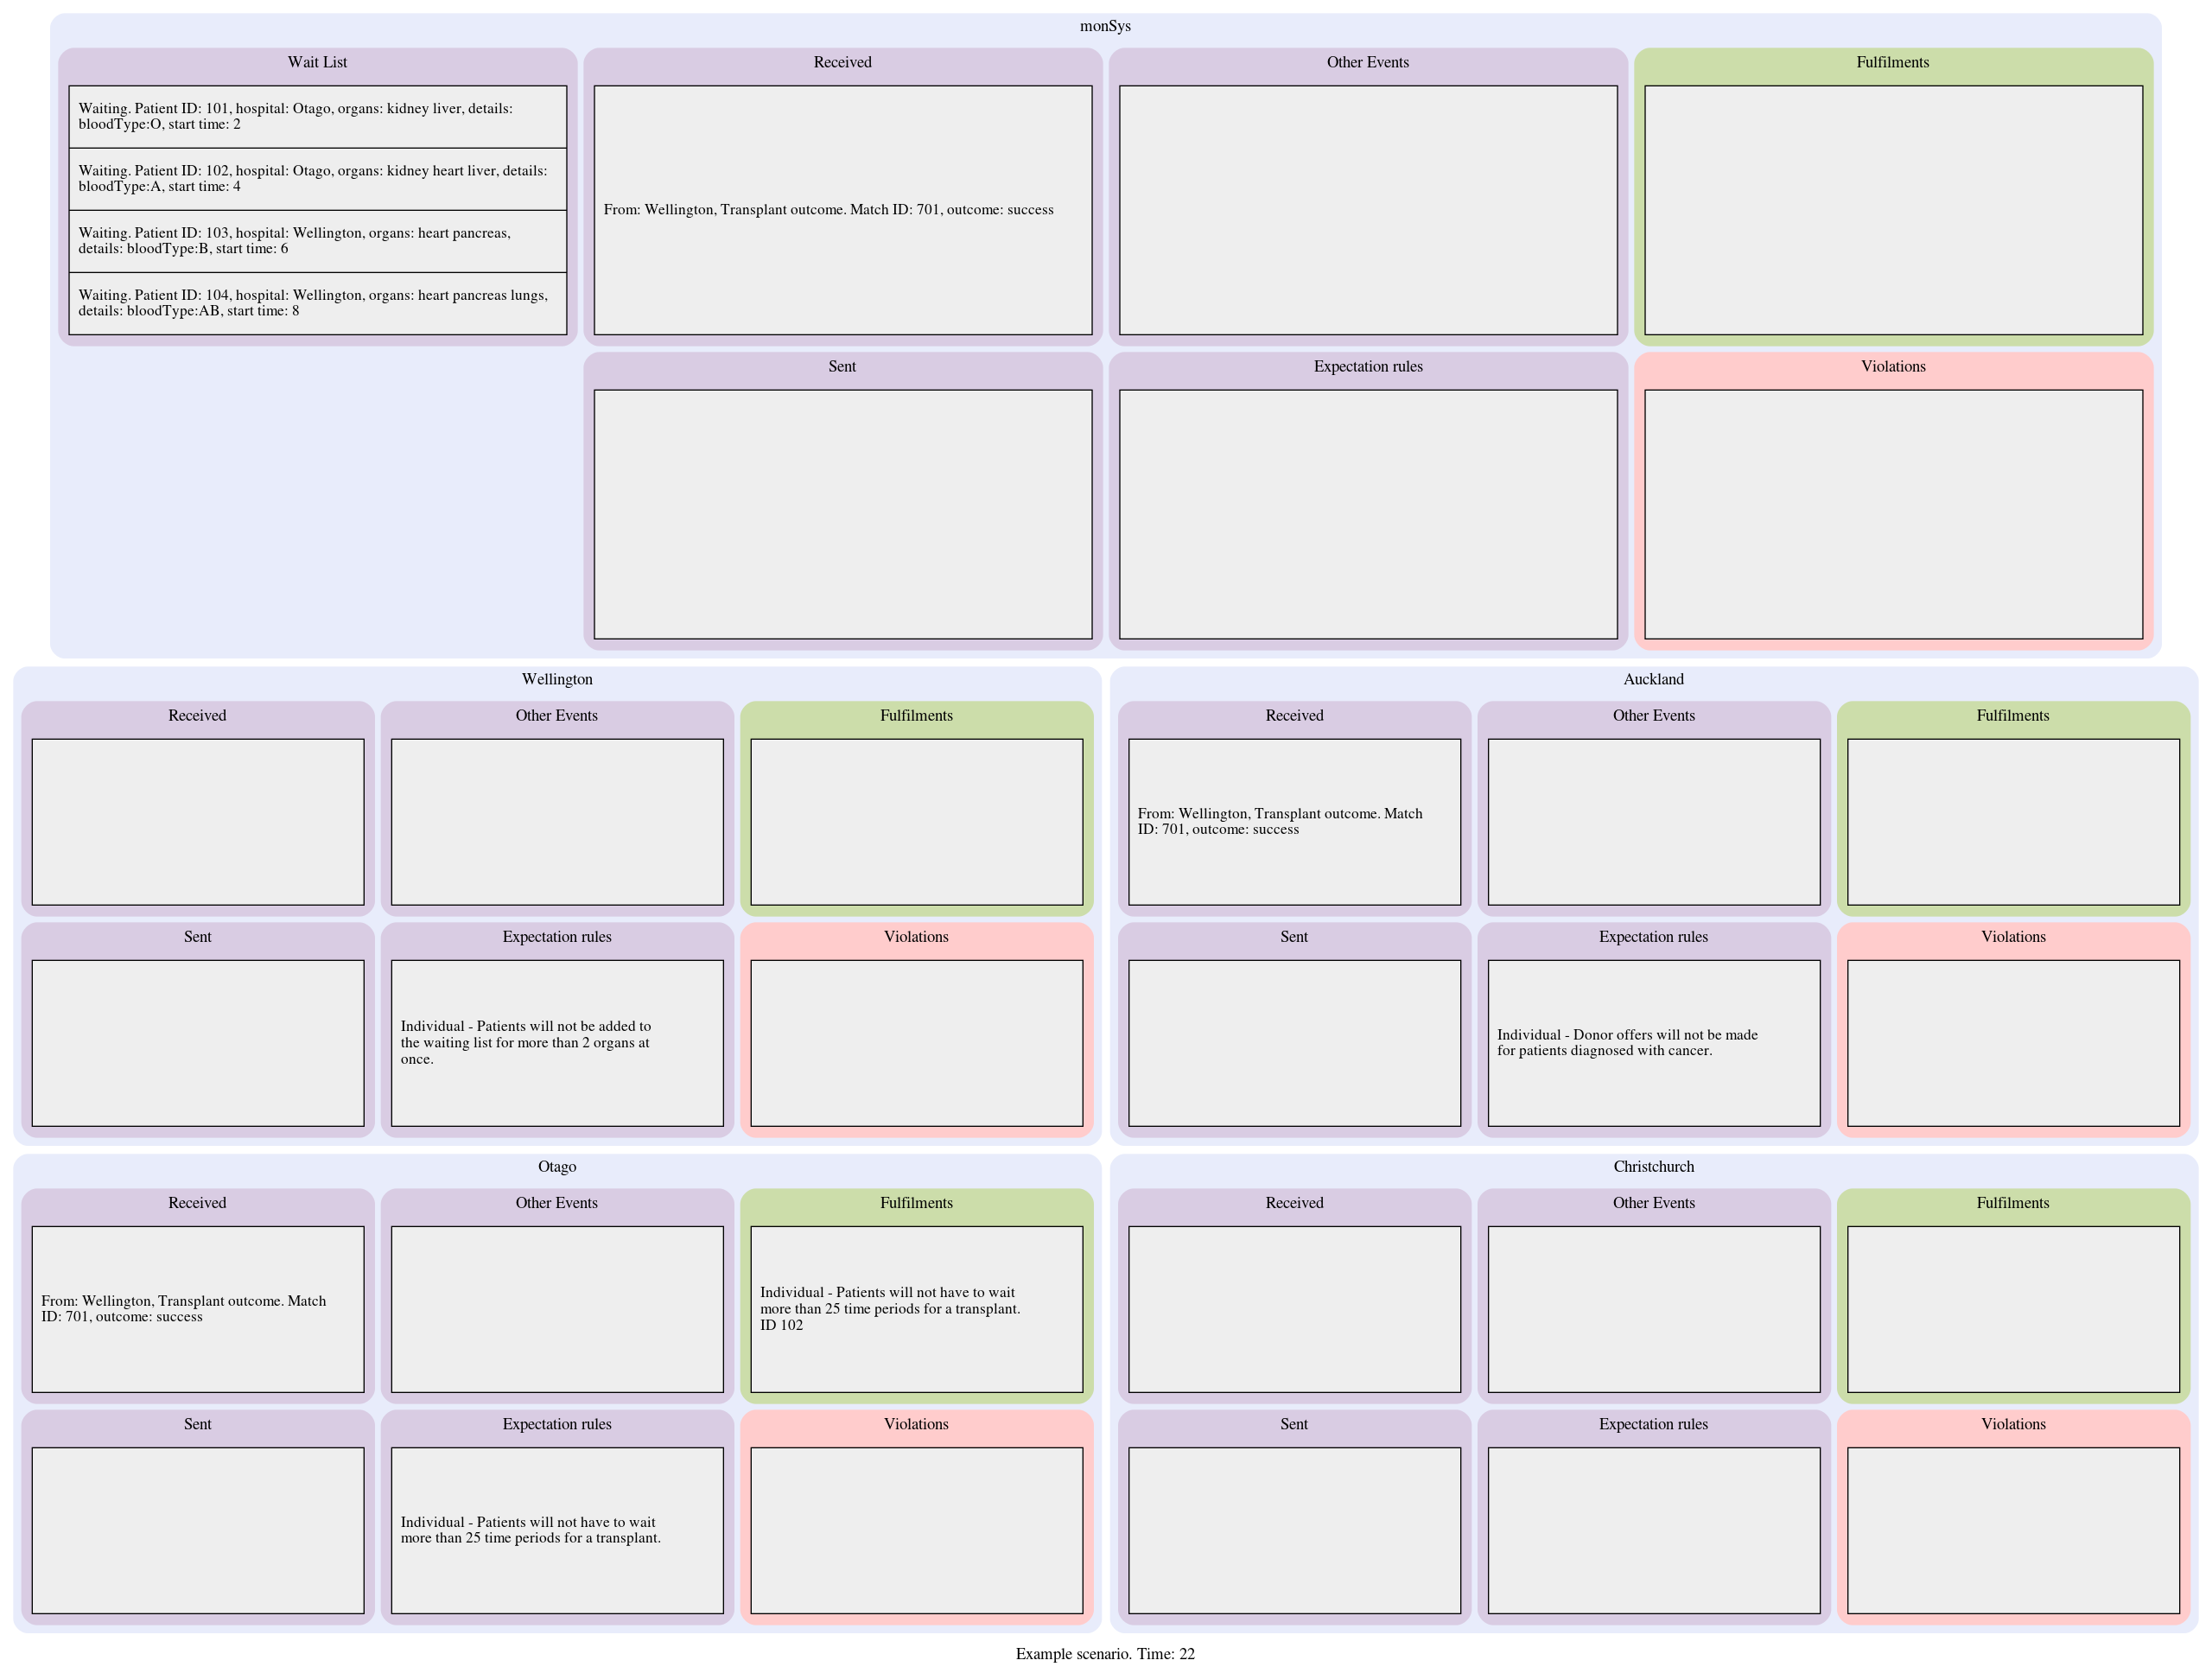 monSys
Wait List
Waiting. Patient ID: 101, hospital: Otago, organs: kidney liver, details:
bloodType:O, start time: 2
Waiting. Patient ID: 102, hospital: Otago, organs: kidney heart liver, details:
bloodType:A, start time: 4
Waiting. Patient ID: 103, hospital: Wellington, organs: heart pancreas,
details: bloodType:B, start time: 6
Waiting. Patient ID: 104, hospital: Wellington, organs: heart pancreas lungs,
details: bloodType:AB, start time: 8
Received
From: Wellington, Transplant outcome. Match ID: 701, outcome: success
Other Events
Fulfilments
Sent
Expectation rules
Violations
Wellington
Received
Other Events
Fulfilments
Sent
Expectation rules
Individual - Patients will not be added to
the waiting list for more than 2 organs at
once.
Violations
Auckland
Received
From: Wellington, Transplant outcome. Match
ID: 701, outcome: success
Other Events
Fulfilments
Sent
Expectation rules
Individual - Donor offers will not be made
for patients diagnosed with cancer.
Violations
Otago
Received
From: Wellington, Transplant outcome. Match
ID: 701, outcome: success
Other Events
Fulfilments
Individual - Patients will not have to wait
more than 25 time periods for a transplant.
ID 102
Sent
Expectation rules
Individual - Patients will not have to wait
more than 25 time periods for a transplant.
Violations
Christchurch
Received
Other Events
Fulfilments
Sent
Expectation rules
Violations
Example scenario. Time: 22